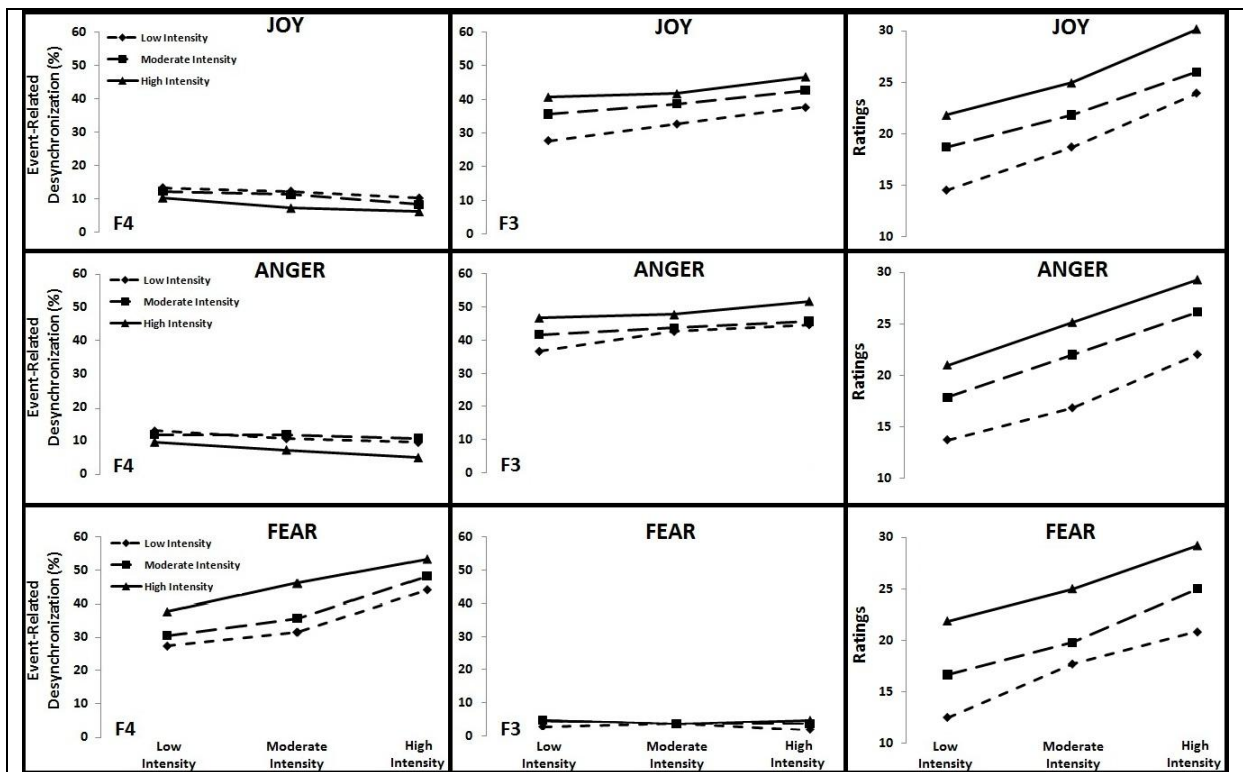 JOY
Event-Related
Desynchronization (%)
60
50
40
30
20
10
0
Low Intensity
Moderate Intensity
High Intensity
F4
JOY
60
50
40
30
20
10
0
F3
JOY
Ratings
30
25
20
15
10
ANGER
Event-Related
Desynchronization (%)
60
50
40
30
20
10
0
Low Intensity
Moderate Intensity
High Intensity
F4
ANGER
60
50
40
30
20
10
0
F3
ANGER
Ratings
30
25
20
15
10
FEAR
Event-Related
Desynchronization (%)
60
50
40
30
20
10
0
Low Intensity
Moderate Intensity
High Intensity
F4
Low
Intensity
Moderate
Intensity
High
Intensity
FEAR
60
50
40
30
20
10
0
F3
Low
Intensity
Moderate
Intensity
High
Intensity
FEAR
Ratings
30
25
20
15
10
Low
Intensity
Moderate
Intensity
High
Intensity